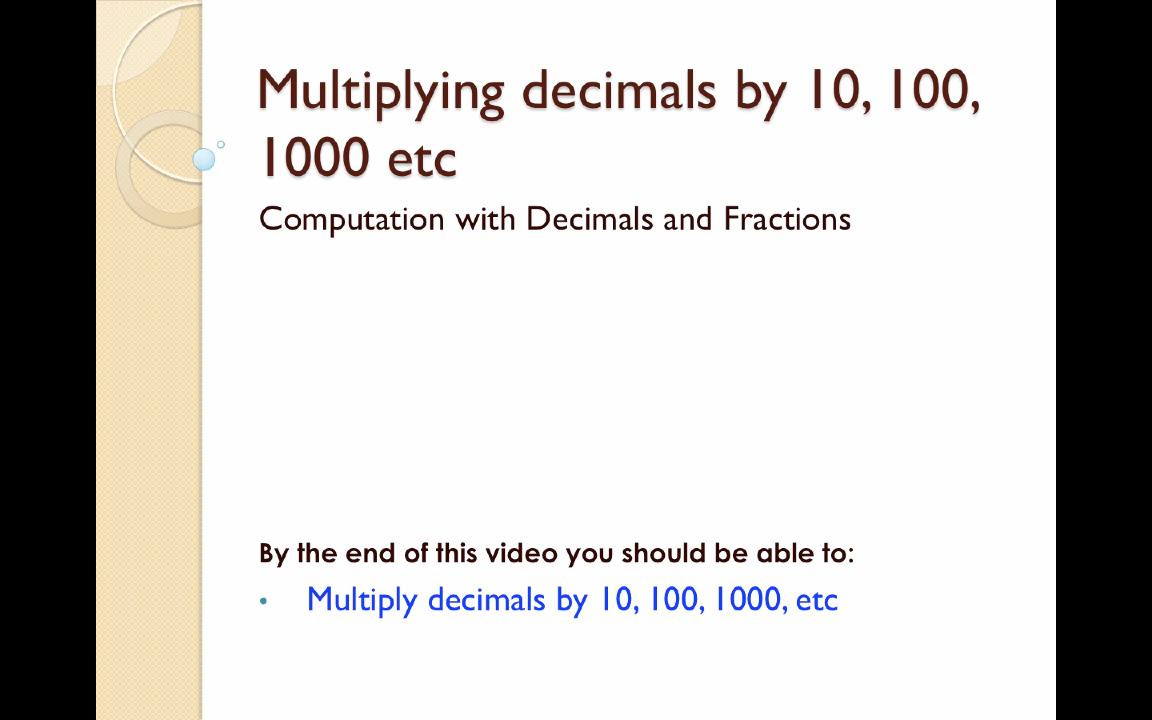 Multiplying decimals by 10, 100,
1000 etc
Computation with Decimals and Fractions
By the end of this video you should be able to:
• Multiply decimals by 10, 100, 1000, etc